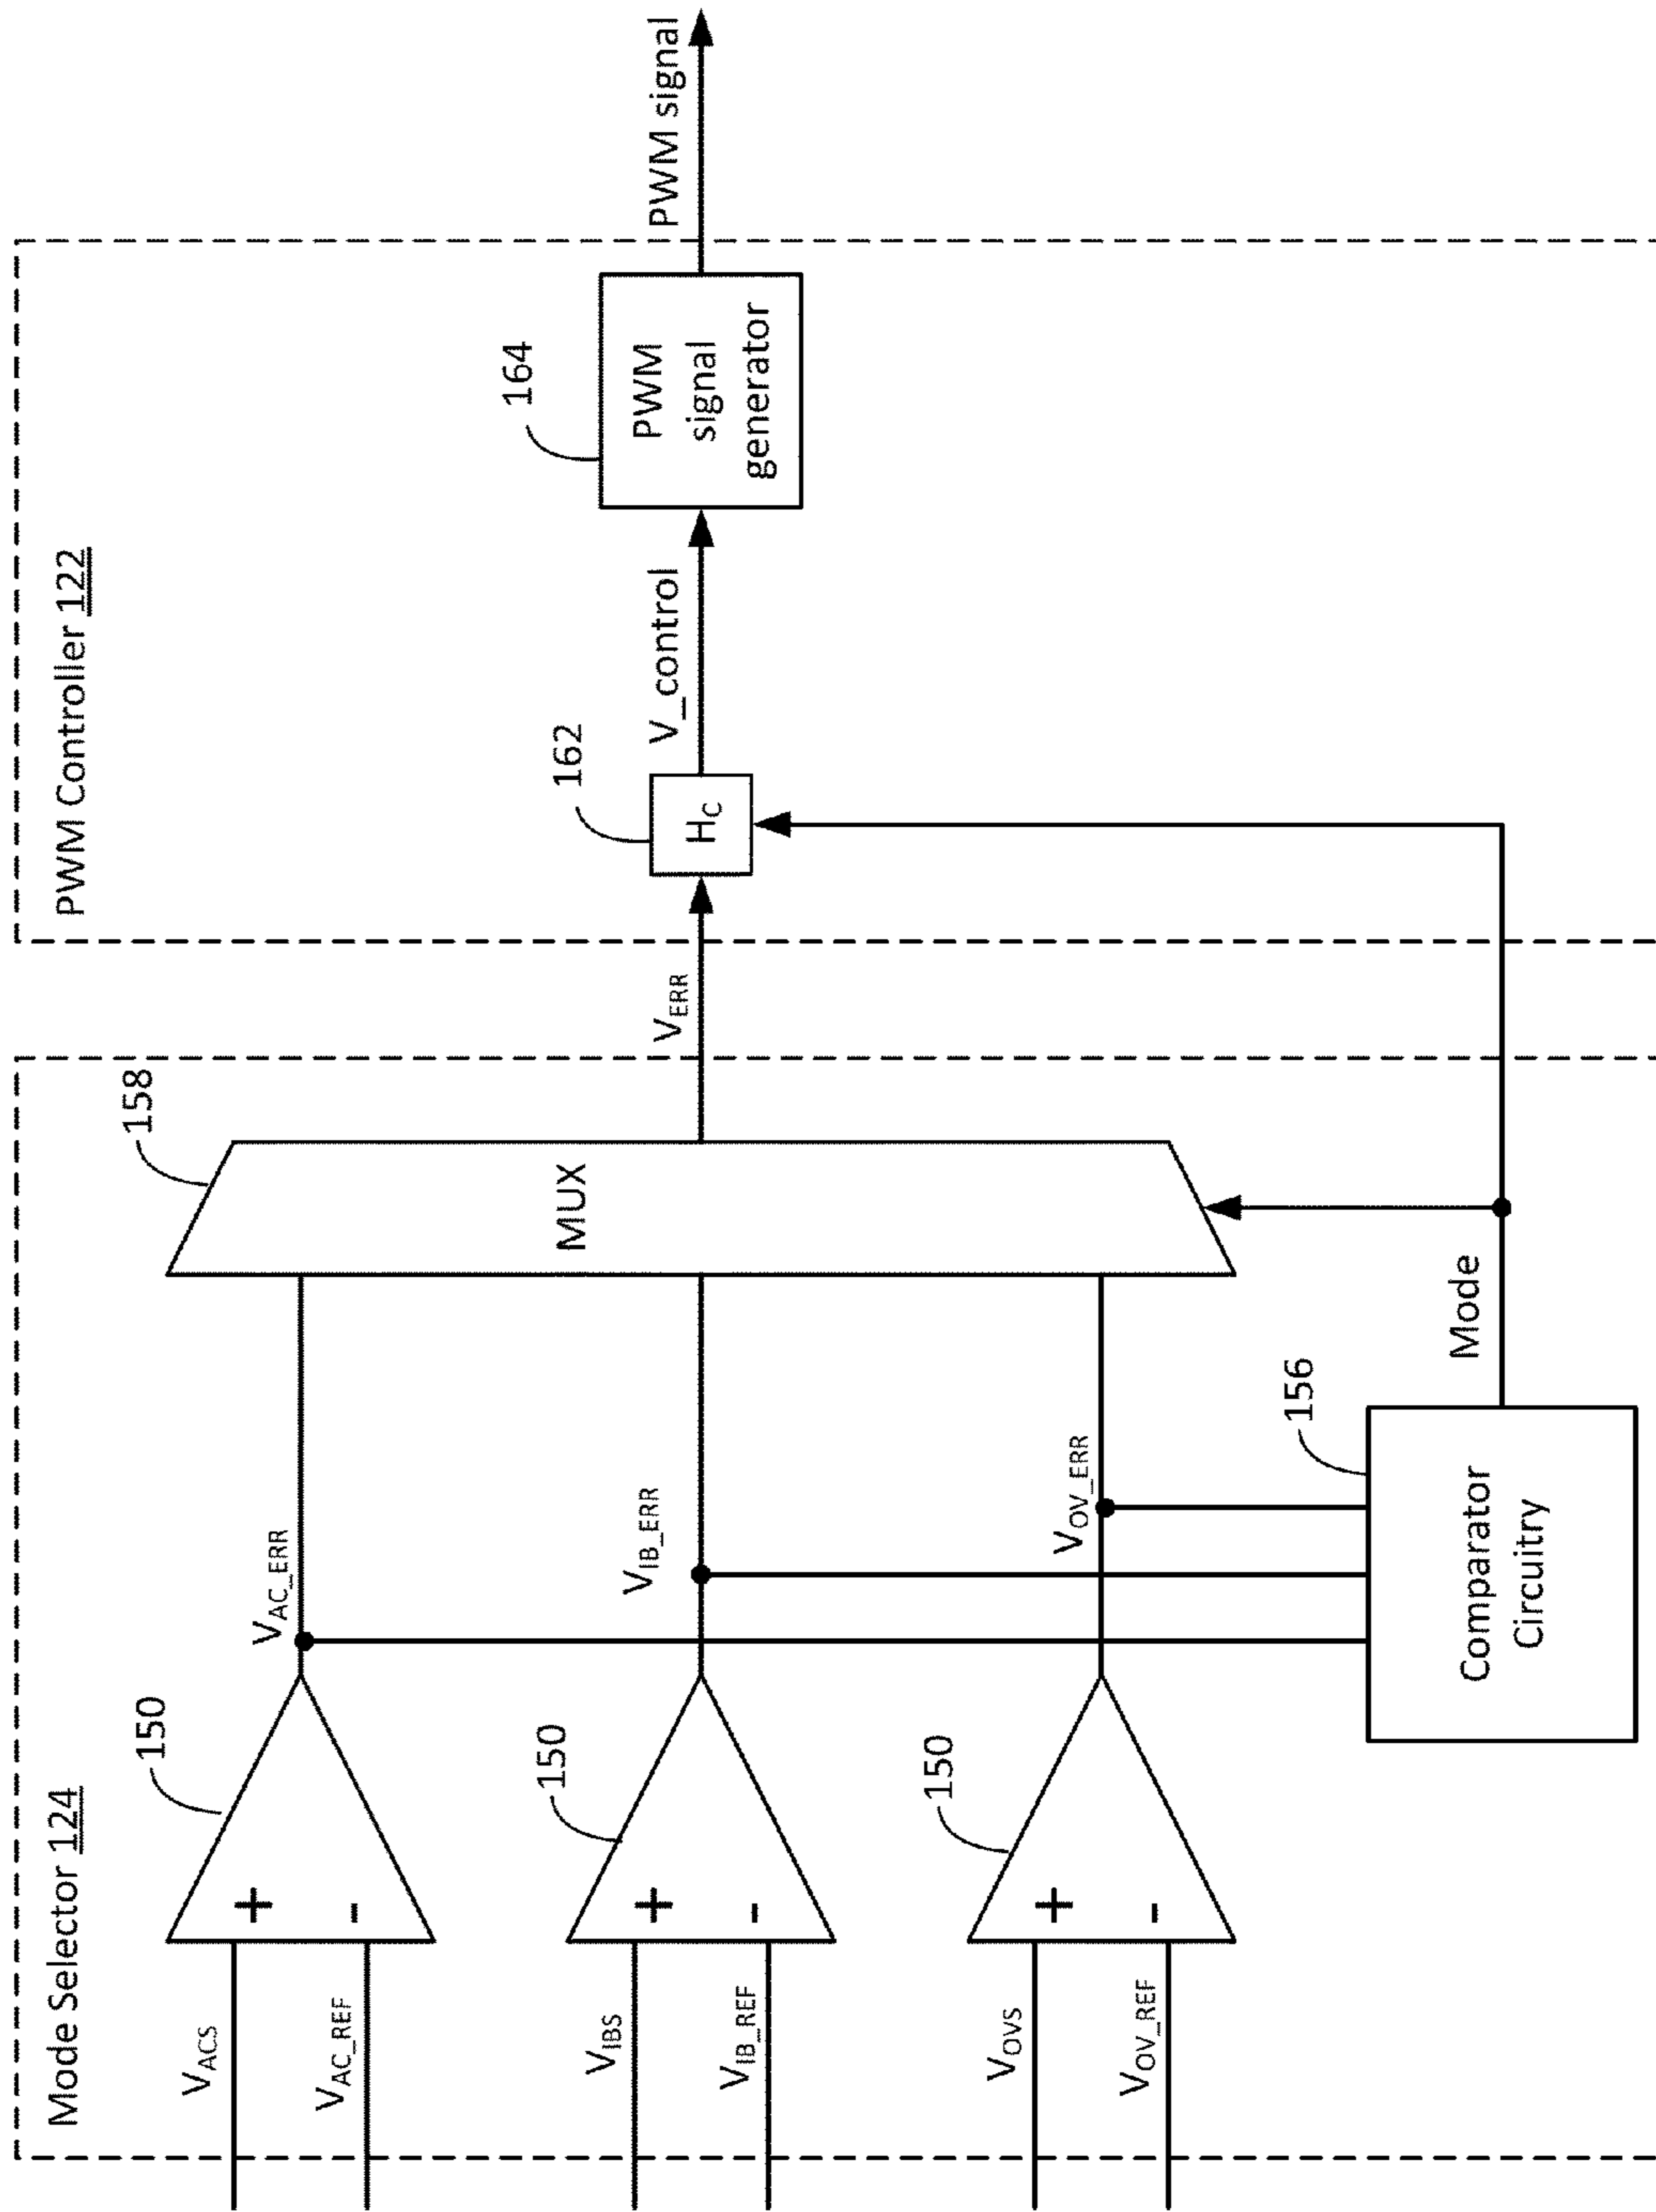 Mode Selector 124
PWM Controller 122
V_ACS
V_AC_REF
+
-
150
V_AC_ERR
V_IBS
V_IB_REF
+
-
150
V_IB_ERR
V_OVS
V_OV_REF
+
-
150
V_OV_ERR
Comparator
Circuitry
156
Mode
MUX
158
V_ERR
H_C
162
V_control
PWM
signal
generator
164
PWM signal